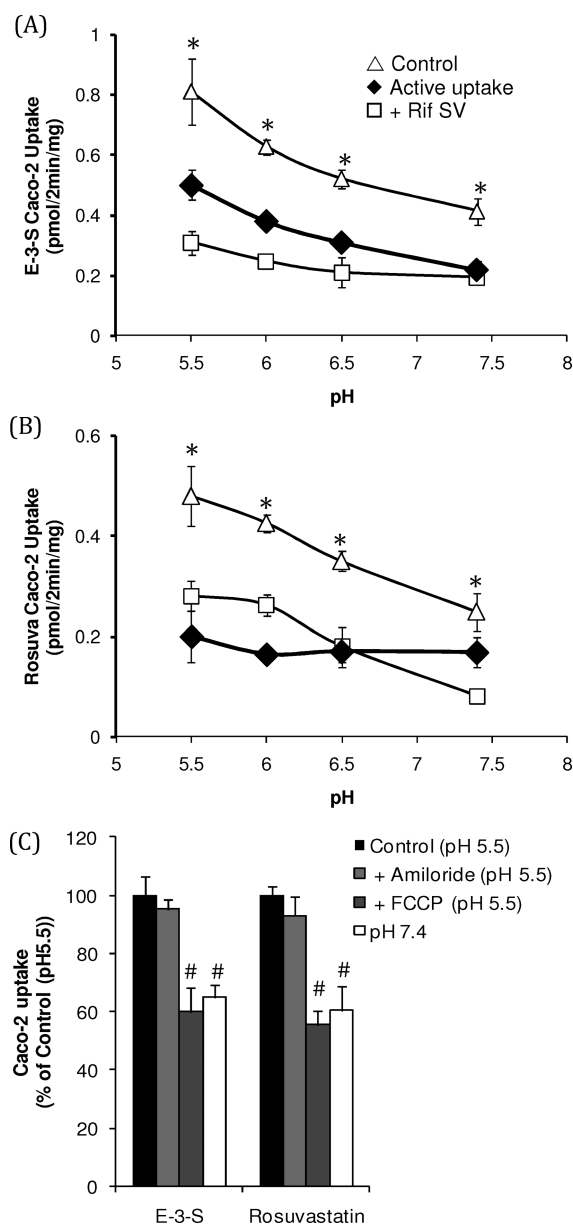 (A)
1
0.8
0.6
0.4
0.2
0
E-3-S Caco-2 Uptake
(pmol/2min/mg)
* * * *
Control
Active uptake
+ Rif SV
5 5.5 6 6.5 7 7.5 8
pH
(B)
0.6
0.4
0.2
0
Rosuva Caco-2 Uptake
(pmol/2min/mg)
* * * *
5 5.5 6 6.5 7 7.5 8
pH
(C)
120
100
80
60
40
20
0
Caco-2 uptake
(% of Control (pH5.5))
Control (pH 5.5)
+ Amiloride (pH 5.5)
+ FCCP (pH 5.5)
pH 7.4
# # # #
E-3-S Rosuvastatin